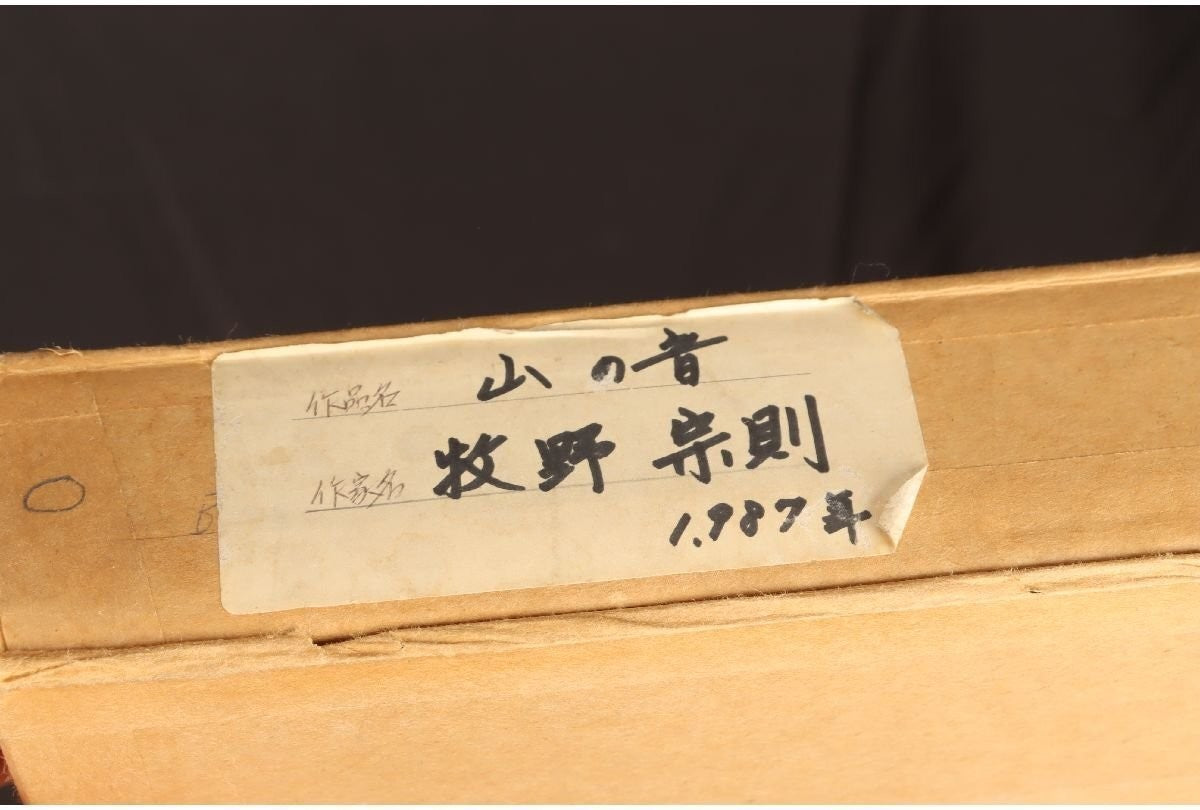 作品名 山の音
作家名 牧野 宗則
1.987年